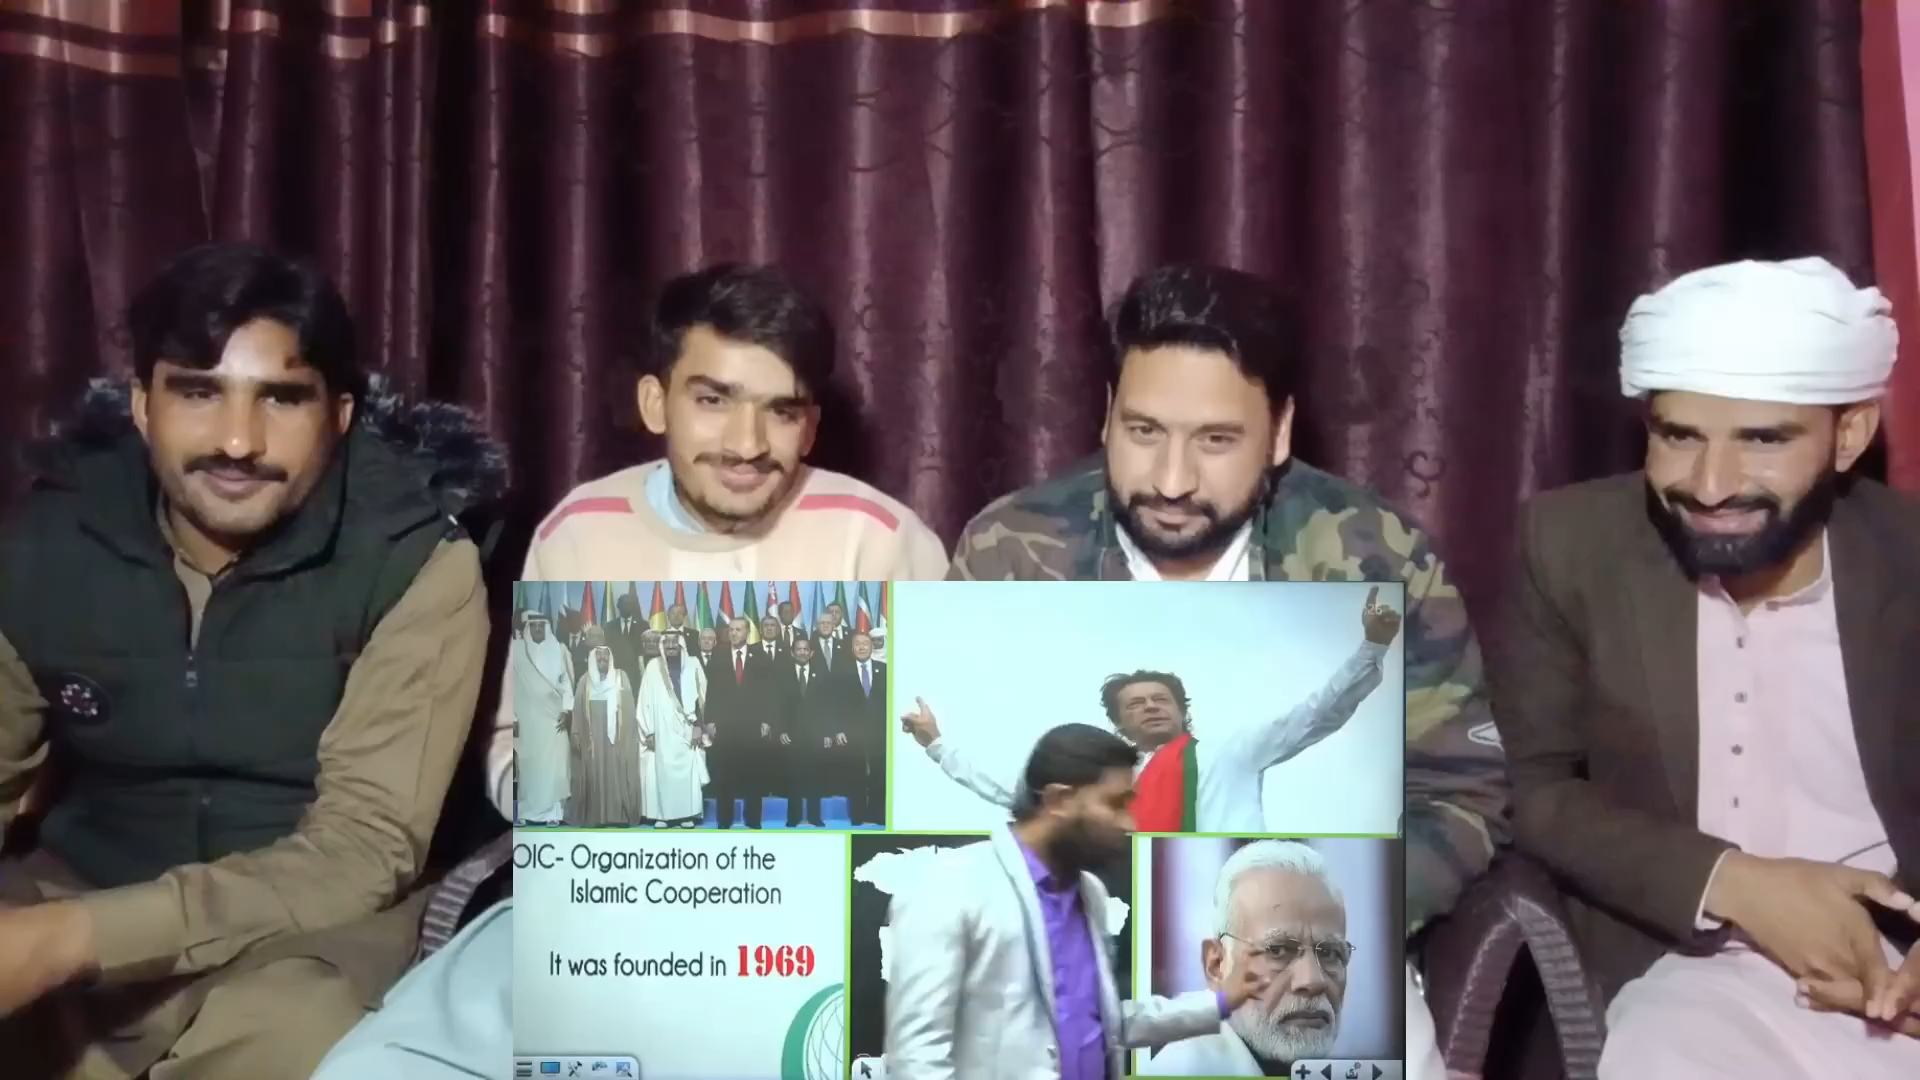 OIC- Organization of the
Islamic Cooperation
It was founded in 1969